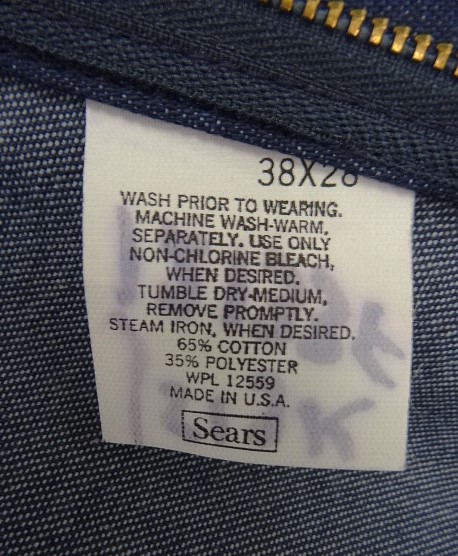 38X28
WASH PRIOR TO WEARING.
MACHINE WASH-WARM,
SEPARATELY. USE ONLY
NON-CHLORINE BLEACH,
WHEN DESIRED.
TUMBLE DRY-MEDIUM,
REMOVE PROMPTLY.
STEAM IRON, WHEN DESIRED.
65% COTTON
35% POLYESTER
WPL 12559
MADE IN U.S.A.
Sears